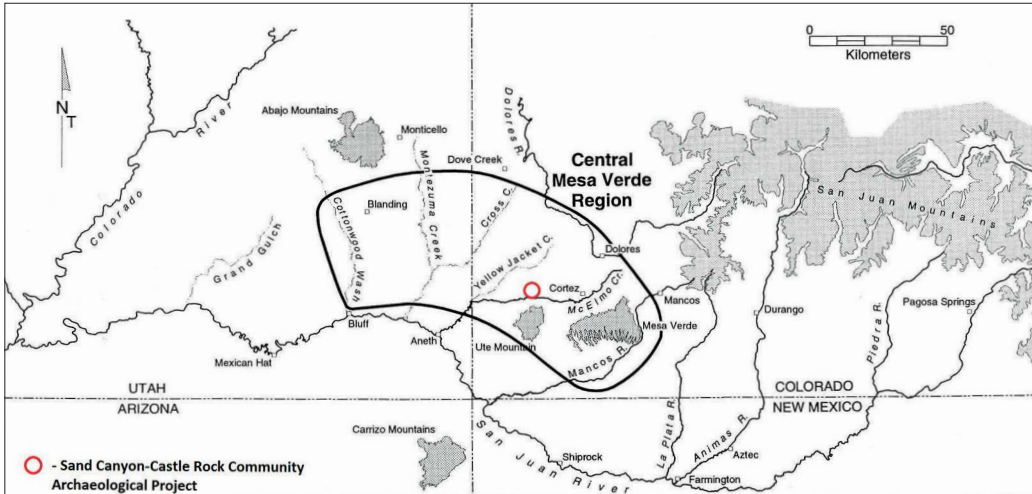 0 50
Kilometers
N
T
Colorado River
Abajo Mountains
Monticello
Dove Creek
Dolores R.
Central
Mesa Verde
Region
San Juan Mountains
Blanding
Cottonwood Wash
Montezuma Creek
Cross C.
Grand Gulch
Yellow Jacket C.
Dolores
Cortez
McElmo Cr.
Mancos
Durango
Piedra R.
Pagosa Springs
Bluff
Aneth
Ute Mountain
Mesa Verde
Mexican Hat
Mancos R.
UTAH
ARIZONA
COLORADO
NEW MEXICO
Carrizo Mountains
San Juan River
La Plata R.
Animas R.
Shiprock
Aztec
Farmington
- Sand Canyon-Castle Rock Community
Archaeological Project